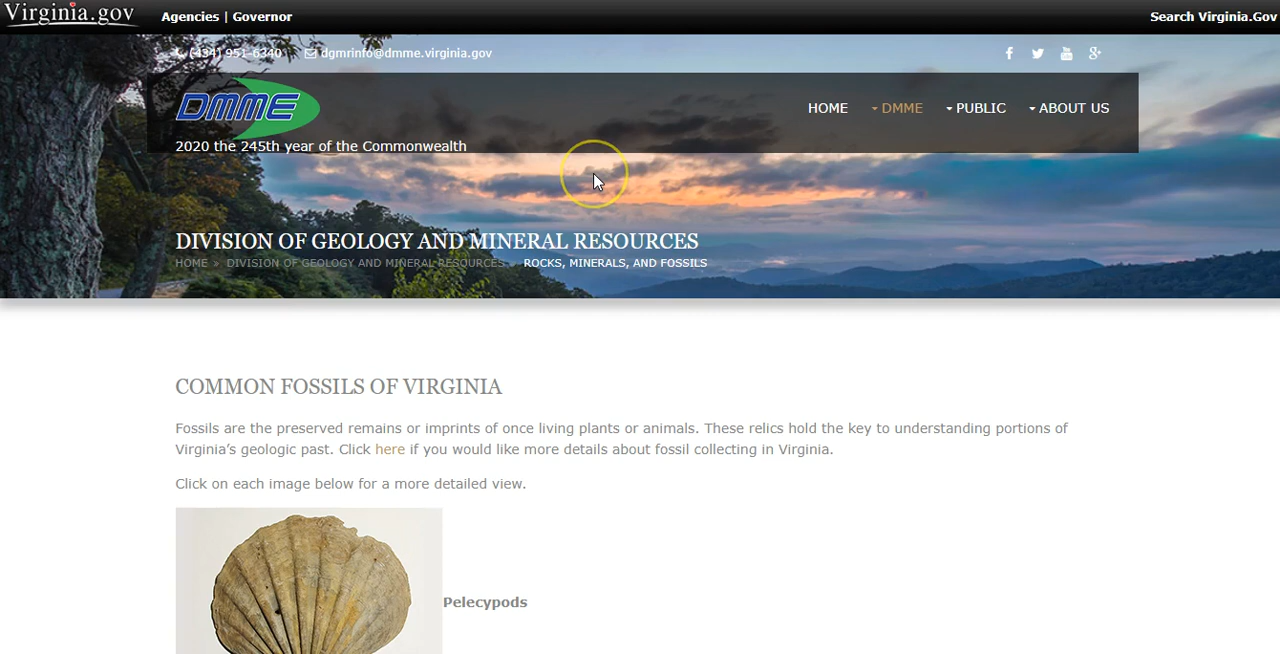 Virginia.gov Agencies | Governor Search Virginia.Gov
(434) 951-6340 dgmrinfo@dmme.virginia.gov
DMME
HOME DMME PUBLIC ABOUT US
2020 the 245th year of the Commonwealth
DIVISION OF GEOLOGY AND MINERAL RESOURCES
HOME » DIVISION OF GEOLOGY AND MINERAL RESOURCES ROCKS, MINERALS, AND FOSSILS
COMMON FOSSILS OF VIRGINIA
Fossils are the preserved remains or imprints of once living plants or animals. These relics hold the key to understanding portions of
Virginia’s geologic past. Click here if you would like more details about fossil collecting in Virginia.
Click on each image below for a more detailed view.
Pelecypods